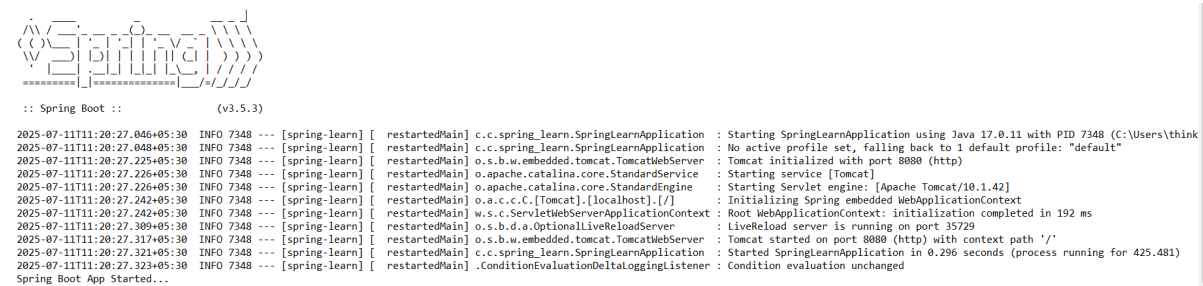 .   ____          _            __ _ _
 /\\ / ___'_ __ _ _(_)_ __  __ _ \ \ \ \
( ( )\___ | '_ | '_| | '_ \/ _` | \ \ \ \
 \\/  ___)| |_)| | | | | || (_| |  ) ) ) )
  '  |____| .__|_| |_|_| |_\__, | / / / /
 =========|_|==============|___/=/_/_/_/
 :: Spring Boot ::                (v3.5.3)
2025-07-11T11:20:27.046+05:30  INFO 7348 --- [spring-learn] [  restartedMain] c.c.spring_learn.SpringLearnApplication  : Starting SpringLearnApplication using Java 17.0.11 with PID 7348 (C:\Users\think
2025-07-11T11:20:27.048+05:30  INFO 7348 --- [spring-learn] [  restartedMain] c.c.spring_learn.SpringLearnApplication  : No active profile set, falling back to 1 default profile: "default"
2025-07-11T11:20:27.225+05:30  INFO 7348 --- [spring-learn] [  restartedMain] o.s.b.w.embedded.tomcat.TomcatWebServer  : Tomcat initialized with port 8080 (http)
2025-07-11T11:20:27.226+05:30  INFO 7348 --- [spring-learn] [  restartedMain] o.apache.catalina.core.StandardService   : Starting service [Tomcat]
2025-07-11T11:20:27.226+05:30  INFO 7348 --- [spring-learn] [  restartedMain] o.apache.catalina.core.StandardEngine    : Starting Servlet engine: [Apache Tomcat/10.1.42]
2025-07-11T11:20:27.242+05:30  INFO 7348 --- [spring-learn] [  restartedMain] o.a.c.c.C.[Tomcat].[localhost].[/]       : Initializing Spring embedded WebApplicationContext
2025-07-11T11:20:27.242+05:30  INFO 7348 --- [spring-learn] [  restartedMain] w.s.c.ServletWebServerApplicationContext : Root WebApplicationContext: initialization completed in 192 ms
2025-07-11T11:20:27.309+05:30  INFO 7348 --- [spring-learn] [  restartedMain] o.s.b.d.a.OptionalLiveReloadServer       : LiveReload server is running on port 35729
2025-07-11T11:20:27.317+05:30  INFO 7348 --- [spring-learn] [  restartedMain] o.s.b.w.embedded.tomcat.TomcatWebServer  : Tomcat started on port 8080 (http) with context path '/'
2025-07-11T11:20:27.321+05:30  INFO 7348 --- [spring-learn] [  restartedMain] c.c.spring_learn.SpringLearnApplication  : Started SpringLearnApplication in 0.296 seconds (process running for 425.481)
2025-07-11T11:20:27.323+05:30  INFO 7348 --- [spring-learn] [  restartedMain] .ConditionEvaluationDeltaLoggingListener : Condition evaluation unchanged
Spring Boot App Started...